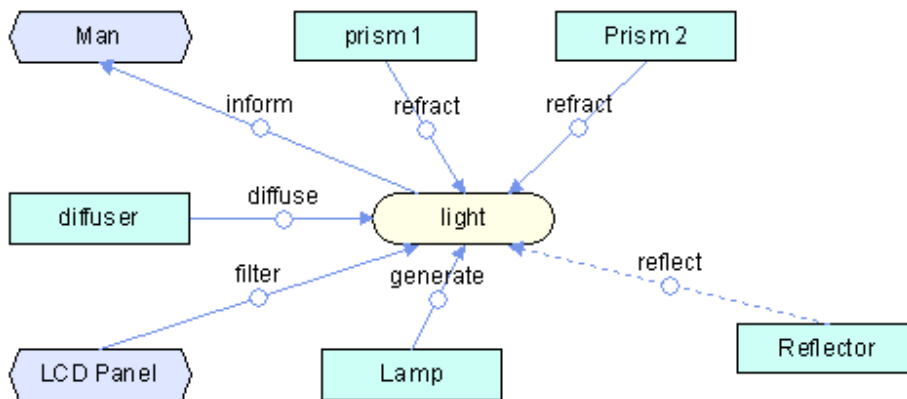 Man
prism 1
Prism 2
inform
refract
refract
diffuser
diffuse
light
filter
generate
reflect
LCD Panel
Lamp
Reflector